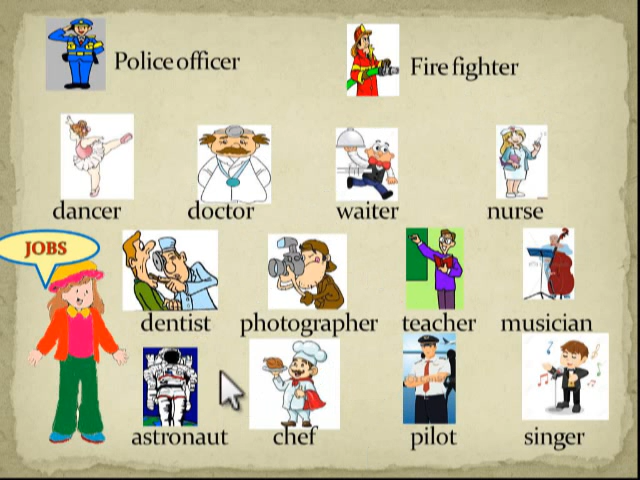 Police officer
Fire fighter
dancer doctor waiter nurse
JOBS
dentist photographer teacher musician
astronaut chef pilot singer